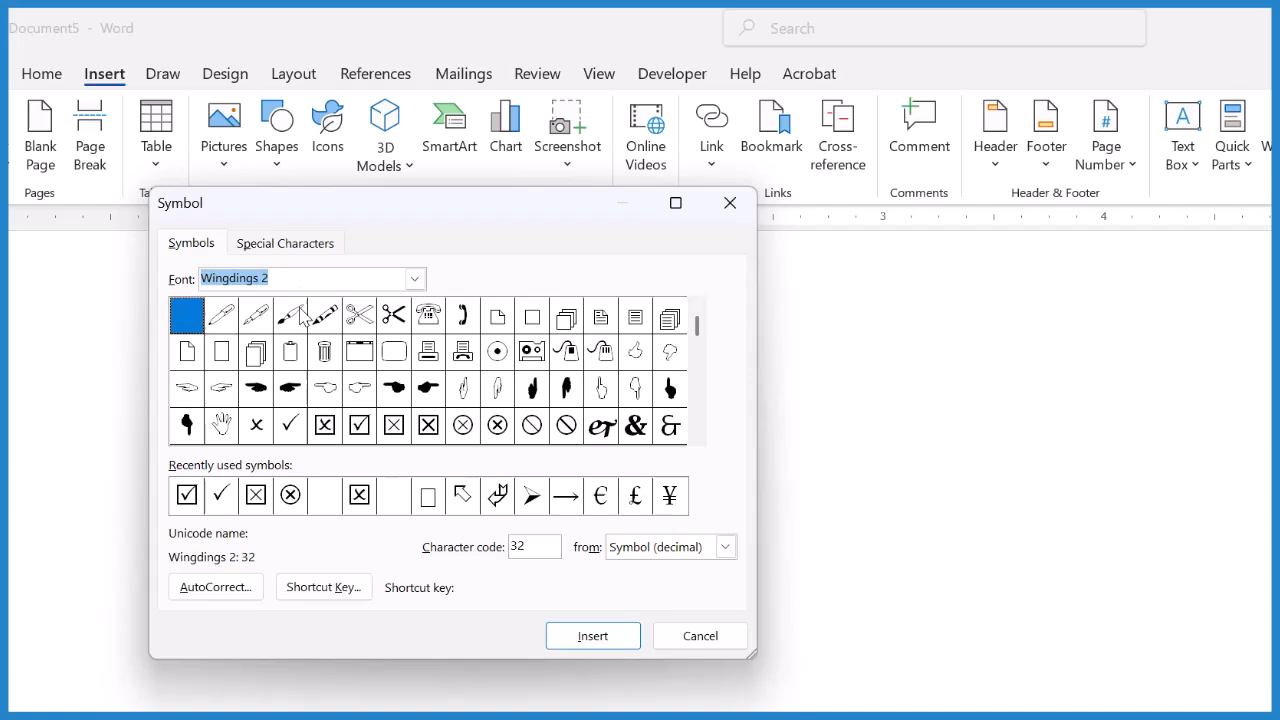 Document5 - Word
Search
Home Insert Draw Design Layout References Mailings Review View Developer Help Acrobat
Blank Page
Page Break
Table
Pictures
Shapes
Icons
3D Models
SmartArt
Chart
Screenshot
Online Videos
Link
Bookmark
Cross-reference
Comment
Header
Footer
Page Number
Text Box
Quick Parts
Pages
Links
Comments
Header & Footer
3 4
Symbol
Symbols Special Characters
Font: Wingdings 2
Recently used symbols:
€ £ ¥
Unicode name:
Wingdings 2: 32
Character code: 32 from: Symbol (decimal)
AutoCorrect... Shortcut Key... Shortcut key:
Insert Cancel